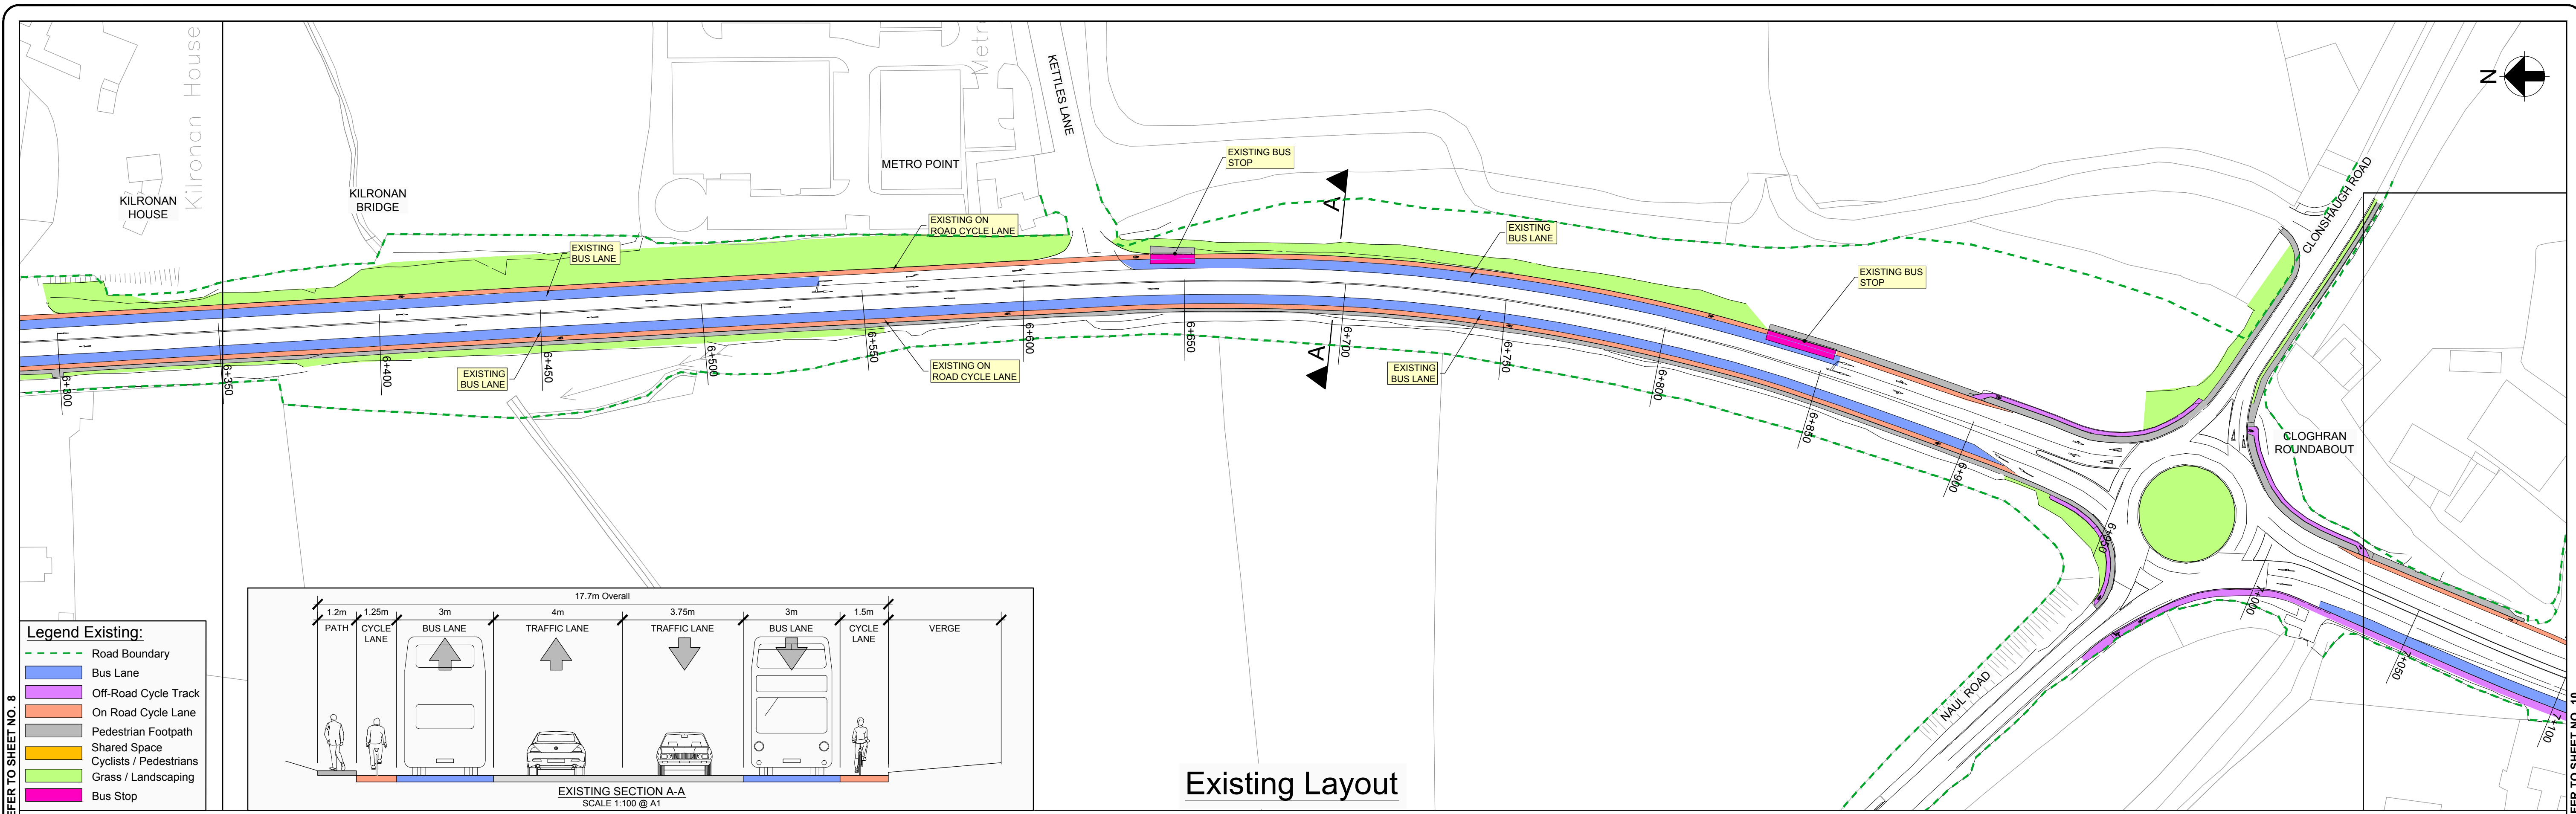 Kilronan House
KILRONAN
HOUSE
KILRONAN
BRIDGE
METRO POINT
Metr
KETTLES LANE
EXISTING
BUS LANE
EXISTING ON
ROAD CYCLE LANE
EXISTING BUS
STOP
A
EXISTING
BUS LANE
EXISTING BUS
STOP
CLONSHAUGH ROAD
N
6+300
6+350
6+400
6+450
6+500
6+550
6+600
6+650
6+700
6+750
6+800
6+850
6+900
6+950
7+000
7+050
7+100
EXISTING
BUS LANE
EXISTING ON
ROAD CYCLE LANE
A
EXISTING
BUS LANE
CLOGHRAN
ROUNDABOUT
NAUL ROAD
EFER TO SHEET NO. 8
Legend Existing:
Road Boundary
Bus Lane
Off-Road Cycle Track
On Road Cycle Lane
Pedestrian Footpath
Shared Space
Cyclists / Pedestrians
Grass / Landscaping
Bus Stop
17.7m Overall
1.2m 1.25m 3m 4m 3.75m 3m 1.5m
PATH CYCLE LANE BUS LANE TRAFFIC LANE TRAFFIC LANE BUS LANE CYCLE LANE VERGE
EXISTING SECTION A-A
SCALE 1:100 @ A1
Existing Layout
FER TO SHEET NO. 10